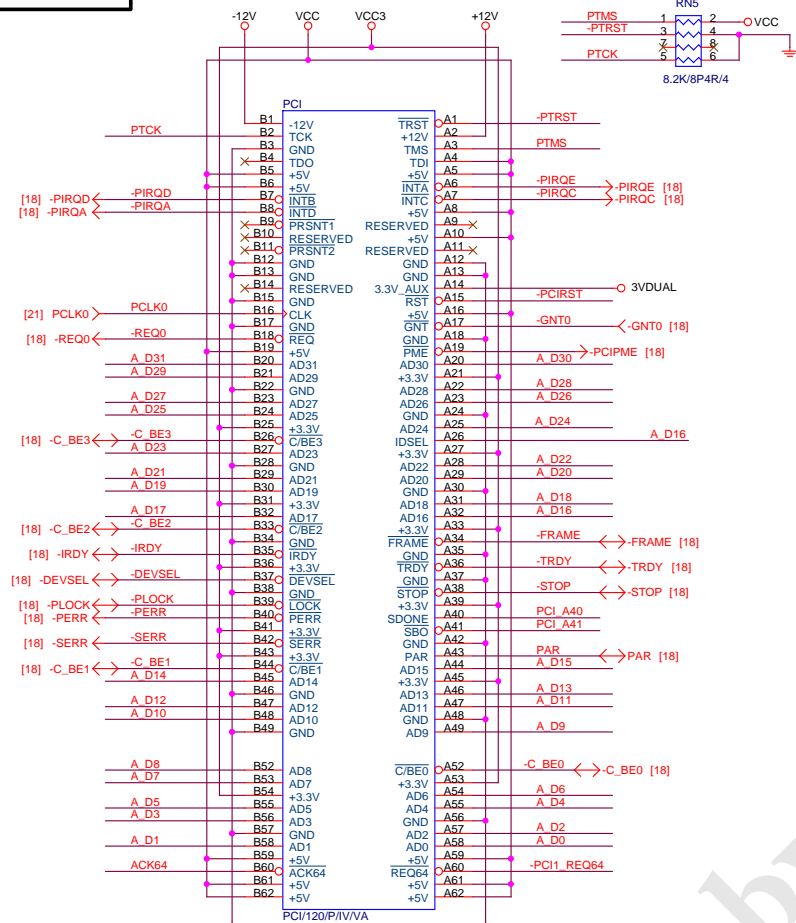 -12V VCC VCC3 +12V
RN5
PTMS 1 2 VCC
-PTRST 3 4
7 8
PTCK 5 6
8.2K/8P4R/4
PCI
B1 -12V TRST A1 -PTRST
PTCK B2 TCK +12V A2
B3 GND TMS A3 PTMS
B4 TDO TDI A4
B5 +5V +5V A5
B6 +5V INTA A6 -PIRQE -PIRQE [18]
[18] -PIRQD -PIRQD B7 INTB INTC A7 -PIRQC -PIRQC [18]
[18] -PIRQA -PIRQA B8 INTD +5V A8
B9 PRSNT1 RESERVED A9
B10 RESERVED +5V A10
B11 PRSNT2 RESERVED A11
B12 GND GND A12
B13 GND GND A13
B14 RESERVED 3.3V_AUX A14 3VDUAL
B15 GND RST A15 -PCIRST
[21] PCLK0 PCLK0 B16 CLK +5V A16
B17 GND GNT A17 -GNT0 -GNT0 [18]
[18] -REQ0 -REQ0 B18 REQ GND A18
B19 +5V PME A19 -PCIPME [18]
A_D31 B20 AD31 AD30 A20 A_D30
A_D29 B21 AD29 +3.3V A21
B22 GND AD28 A22 A_D28
A_D27 B23 AD27 AD26 A23 A_D26
A_D25 B24 AD25 GND A24
B25 +3.3V AD24 A25 A_D24
[18] -C_BE3 -C_BE3 B26 C/BE3 IDSEL A26 A_D16
A_D23 B27 AD23 +3.3V A27
B28 GND AD22 A28 A_D22
A_D21 B29 AD21 AD20 A29 A_D20
A_D19 B30 AD19 GND A30
B31 +3.3V AD18 A31 A_D18
A_D17 B32 AD17 AD16 A32 A_D16
[18] -C_BE2 -C_BE2 B33 C/BE2 +3.3V A33
B34 GND FRAME A34 -FRAME -FRAME [18]
[18] -IRDY -IRDY B35 IRDY GND A35
B36 +3.3V TRDY A36 -TRDY -TRDY [18]
[18] -DEVSEL -DEVSEL B37 DEVSEL GND A37
B38 GND STOP A38 -STOP -STOP [18]
[18] -PLOCK -PLOCK B39 LOCK +3.3V A39
[18] -PERR -PERR B40 PERR SDONE A40 PCI_A40
B41 +3.3V SBO A41 PCI_A41
[18] -SERR -SERR B42 SERR GND A42
B43 +3.3V PAR A43 PAR PAR [18]
[18] -C_BE1 -C_BE1 B44 C/BE1 AD15 A44 A_D15
A_D14 B45 AD14 +3.3V A45
B46 GND AD13 A46 A_D13
A_D12 B47 AD12 AD11 A47 A_D11
A_D10 B48 AD10 GND A48
B49 GND AD9 A49 A_D9
A_D8 B52 AD8 C/BE0 A52 -C_BE0 -C_BE0 [18]
A_D7 B53 AD7 +3.3V A53
B54 +3.3V AD6 A54 A_D6
A_D5 B55 AD5 AD4 A55 A_D4
A_D3 B56 AD3 GND A56
B57 GND AD2 A57 A_D2
A_D1 B58 AD1 AD0 A58 A_D0
B59 +5V +5V A59
ACK64 B60 ACK64 REQ64 A60 -PCI1_REQ64
B61 +5V +5V A61
B62 +5V +5V A62
PCI/120/P/IV/VA